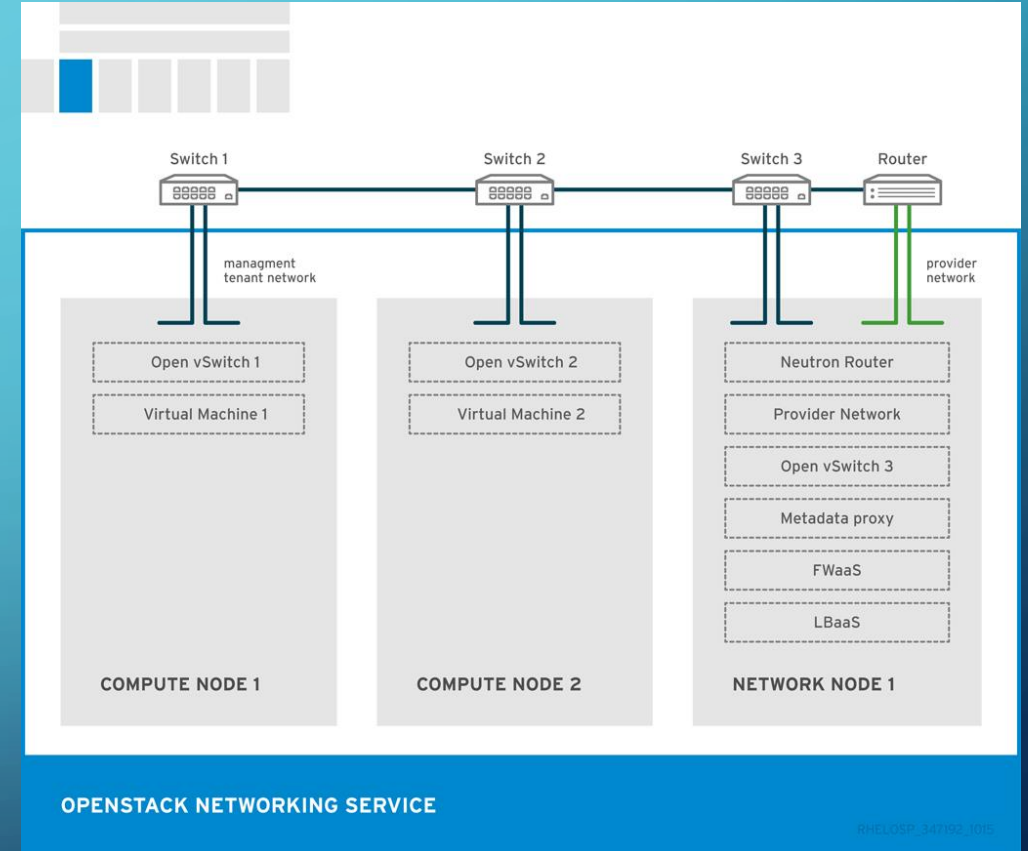 Switch 1
Switch 2
Switch 3
Router
managment
tenant network
provider
network
Open vSwitch 1
Virtual Machine 1
COMPUTE NODE 1
Open vSwitch 2
Virtual Machine 2
COMPUTE NODE 2
Neutron Router
Provider Network
Open vSwitch 3
Metadata proxy
FWaaS
LBaaS
NETWORK NODE 1
OPENSTACK NETWORKING SERVICE
RHELOSP_347192_1015